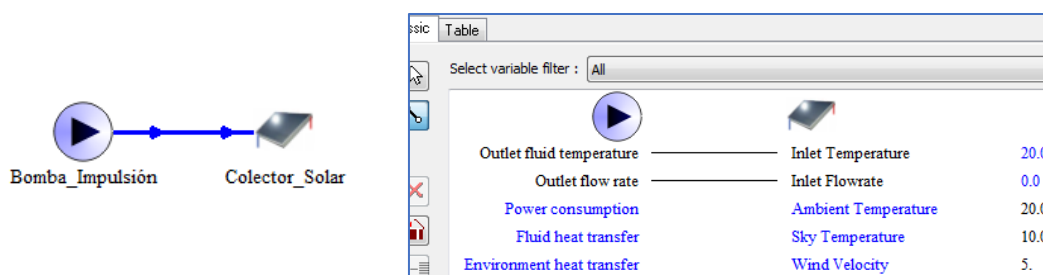 Bomba_Impulsión
Colector_Solar
Table
Select variable filter : All
Outlet fluid temperature Inlet Temperature 20.0
Outlet flow rate Inlet Flowrate 0.0
Power consumption Ambient Temperature 20.0
Fluid heat transfer Sky Temperature 10.0
Environment heat transfer Wind Velocity 5.